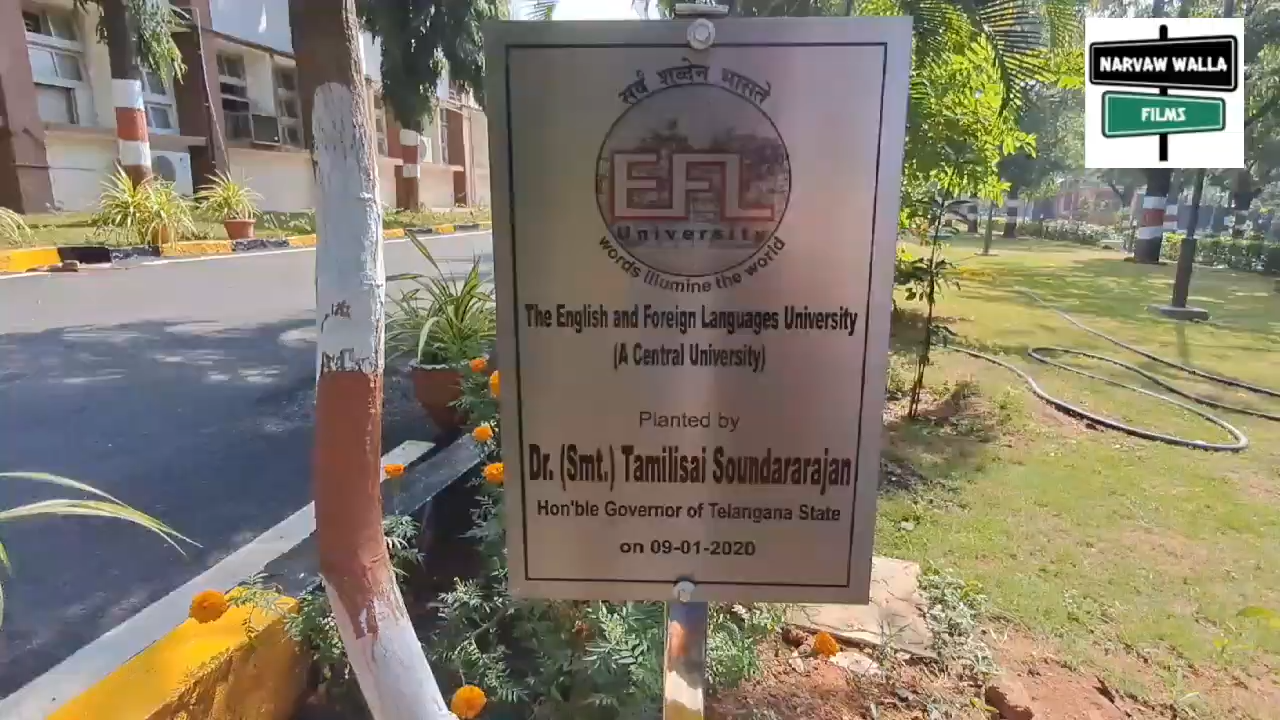 सर्वं शब्देन भासते
EFL
University
words illumine the world
The English and Foreign Languages University
(A Central University)
Planted by
Dr. (Smt.) Tamilisai Soundararajan
Hon'ble Governor of Telangana State
on 09-01-2020
NARVAW WALLA
FILMS